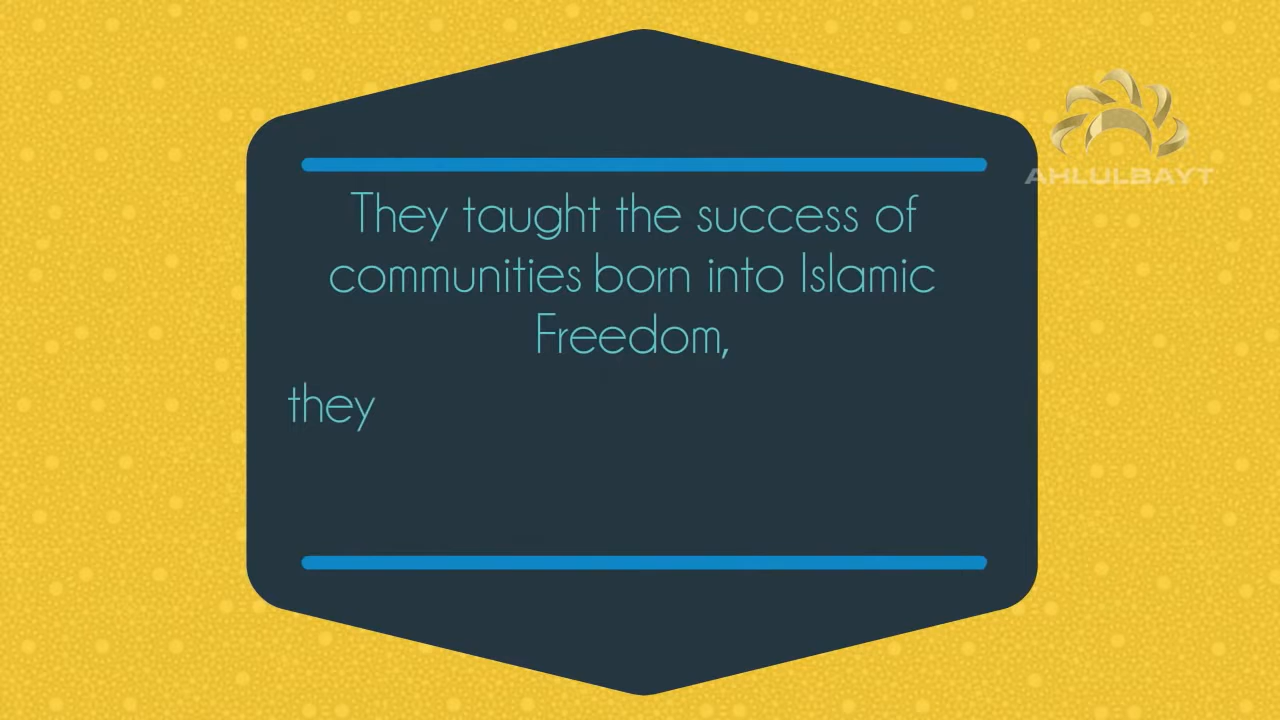 They taught the success of
communities born into Islamic
Freedom,
they
AHLULBAYT